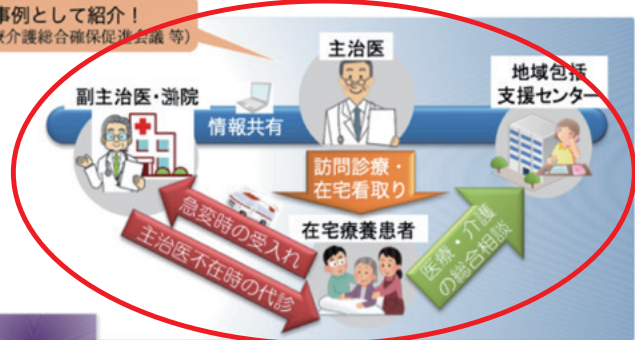 事例として紹介！
介護総合確保促進会議 等)
主治医
副主治医・病院
情報共有
地域包括
支援センター
訪問診療・
在宅看取り
急変時の受入れ
主治医不在時の代診
在宅療養患者
医療・介護
の総合相談